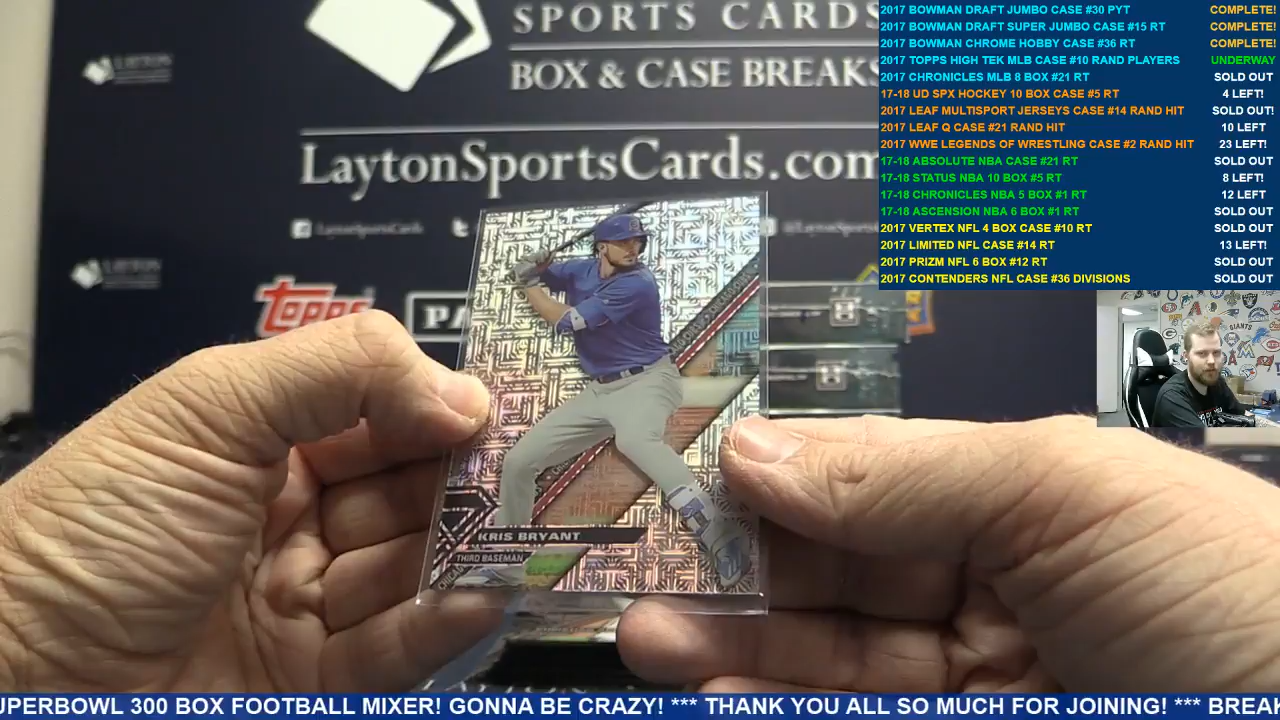 SPORTS CARDS
BOX & CASE BREAKS
LaytonSportsCards.com
LaytonSportsCards
LAYTON
LAYTON
topps
PA
KRIS BRYANT
THIRD BASEMAN
2017 BOWMAN DRAFT JUMBO CASE #30 PYT COMPLETE!
2017 BOWMAN DRAFT SUPER JUMBO CASE #15 RT COMPLETE!
2017 BOWMAN CHROME HOBBY CASE #36 RT COMPLETE!
2017 TOPPS HIGH TEK MLB CASE #10 RAND PLAYERS UNDERWAY
2017 CHRONICLES MLB 8 BOX #21 RT SOLD OUT
17-18 UD SPX HOCKEY 10 BOX CASE #5 RT 4 LEFT!
2017 LEAF MULTISPORT JERSEYS CASE #14 RAND HIT SOLD OUT!
2017 LEAF Q CASE #21 RAND HIT 10 LEFT
2017 WWE LEGENDS OF WRESTLING CASE #2 RAND HIT 23 LEFT!
17-18 ABSOLUTE NBA CASE #21 RT SOLD OUT
17-18 STATUS NBA 10 BOX #5 RT 8 LEFT!
17-18 CHRONICLES NBA 5 BOX #1 RT 12 LEFT
17-18 ASCENSION NBA 6 BOX #1 RT SOLD OUT
2017 VERTEX NFL 4 BOX CASE #10 RT SOLD OUT
2017 LIMITED NFL CASE #14 RT 13 LEFT!
2017 PRIZM NFL 6 BOX #12 RT SOLD OUT
2017 CONTENDERS NFL CASE #36 DIVISIONS SOLD OUT
GIANTS
UPERBOWL 300 BOX FOOTBALL MIXER! GONNA BE CRAZY! *** THANK YOU ALL SO MUCH FOR JOINING! *** BREAK